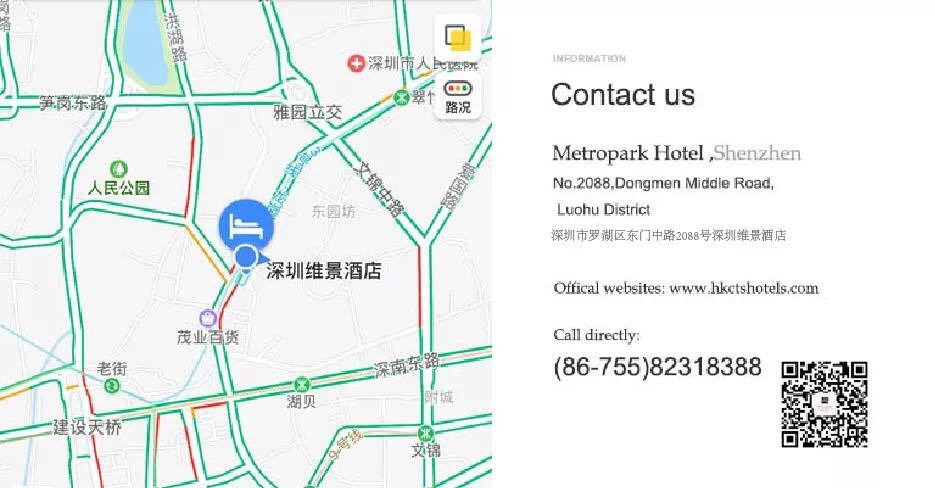 洪湖路
深圳市人民医院
笋岗东路
翠竹
路况
雅园立交
人民公园
文锦中路
东园坊
深圳维景酒店
茂业百货
老街
深南东路
湖贝
附城
建设天桥
9号线
文锦
INFORMATION
Contact us
Metropark Hotel ,Shenzhen
No.2088,Dongmen Middle Road,
Luohu District
深圳市罗湖区东门中路2088号深圳维景酒店
Offical websites: www.hkctshotels.com
Call directly:
(86-755)82318388